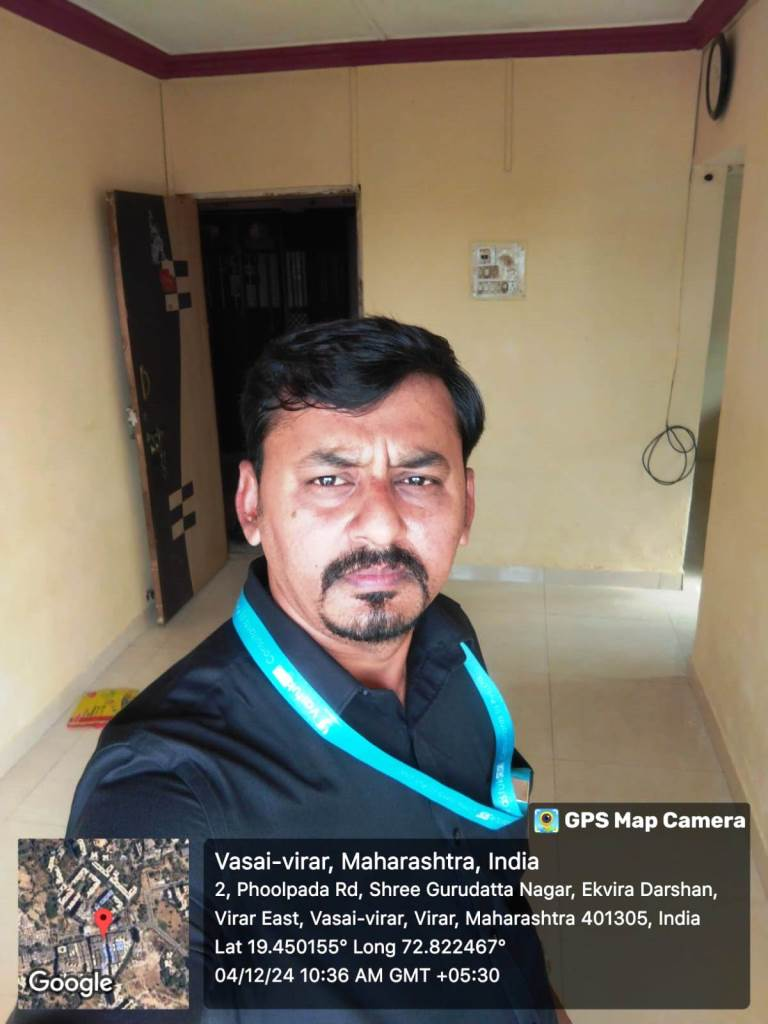 GPS Map Camera
Vasai-virar, Maharashtra, India
2, Phoolpada Rd, Shree Gurudatta Nagar, Ekvira Darshan,
Virar East, Vasai-virar, Virar, Maharashtra 401305, India
Lat 19.450155° Long 72.822467°
04/12/24 10:36 AM GMT +05:30
Google